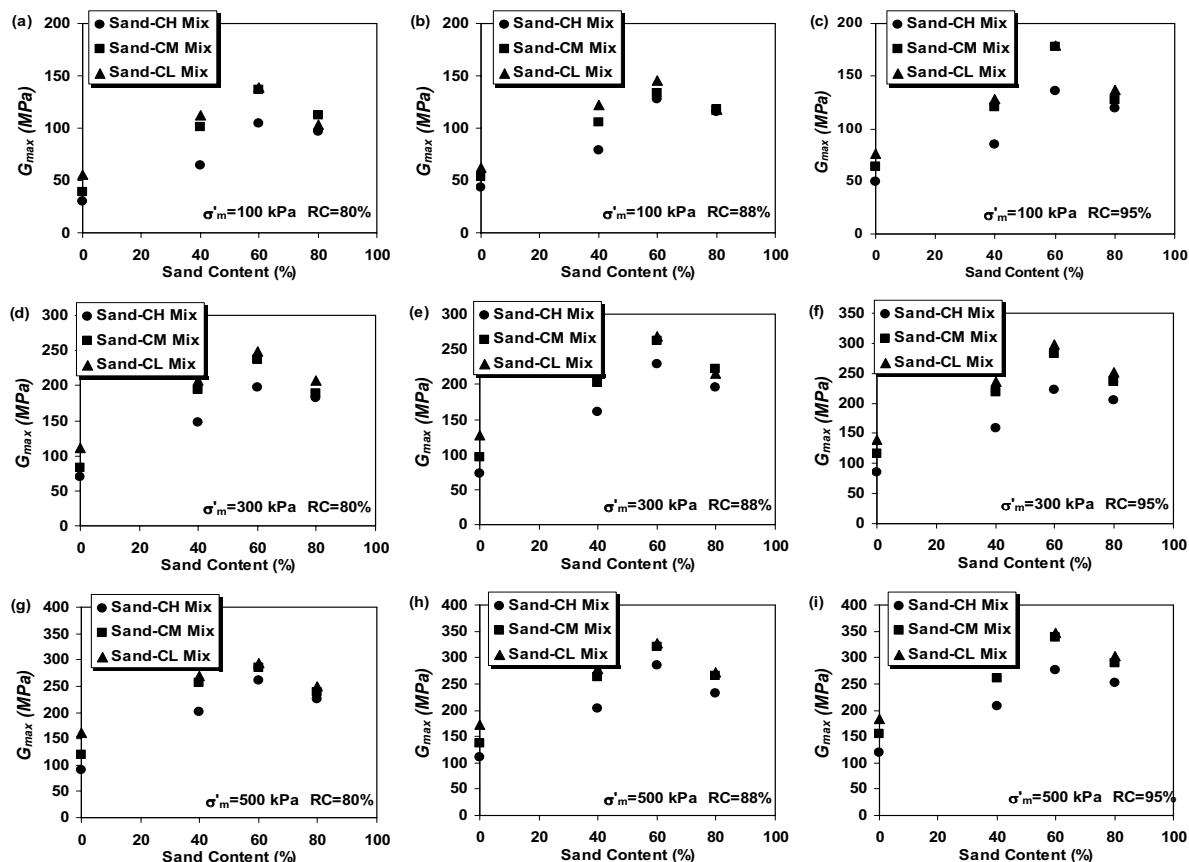 (a)
200
150
100
50
0
G_max (MPa)
Sand-CH Mix
Sand-CM Mix
Sand-CL Mix
σ'm=100 kPa RC=80%
0 20 40 60 80 100
Sand Content (%)
(b)
200
150
100
50
0
Gmax (MPa)
Sand-CH Mix
Sand-CM Mix
Sand-CL Mix
σ'm=100 kPa RC=88%
0 20 40 60 80 100
Sand Content (%)
(c)
200
150
100
50
0
Gmax (MPa)
Sand-CH Mix
Sand-CM Mix
Sand-CL Mix
σ'm=100 kPa RC=95%
0 20 40 60 80 100
Sand Content (%)
(d)
300
250
200
150
100
50
0
Gmax (MPa)
Sand-CH Mix
Sand-CM Mix
Sand-CL Mix
σ'm=300 kPa RC=80%
0 20 40 60 80 100
Sand Content (%)
(e)
300
250
200
150
100
50
0
Gmax (MPa)
Sand-CH Mix
Sand-CM Mix
Sand-CL Mix
σ'm=300 kPa RC=88%
0 20 40 60 80 100
Sand Content (%)
(f)
350
300
250
200
150
100
50
0
Gmax (MPa)
Sand-CH Mix
Sand-CM Mix
Sand-CL Mix
σ'm=300 kPa RC=95%
0 20 40 60 80 100
Sand Content (%)
(g)
400
350
300
250
200
150
100
50
0
Gmax (MPa)
Sand-CH Mix
Sand-CM Mix
Sand-CL Mix
σ'm=500 kPa RC=80%
0 20 40 60 80 100
Sand Content (%)
(h)
400
350
300
250
200
150
100
50
0
Gmax (MPa)
Sand-CH Mix
Sand-CM Mix
Sand-CL Mix
σ'm=500 kPa RC=88%
0 20 40 60 80 100
Sand Content (%)
(i)
400
350
300
250
200
150
100
50
0
Gmax (MPa)
Sand-CH Mix
Sand-CM Mix
Sand-CL Mix
σ'm=500 kPa RC=95%
0 20 40 60 80 100
Sand Content (%)